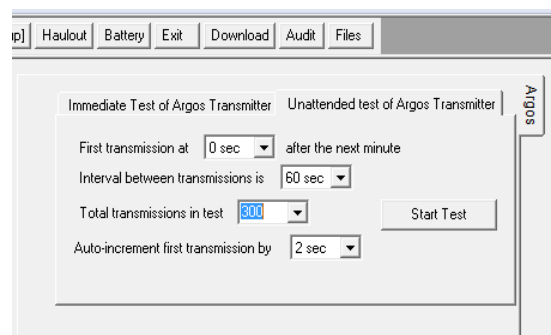 p] Haulout Battery Exit Download Audit Files
Immediate Test of Argos Transmitter Unattended test of Argos Transmitter
Argos
First transmission at 0 sec after the next minute
Interval between transmissions is 60 sec
Total transmissions in test 300 Start Test
Auto-increment first transmission by 2 sec